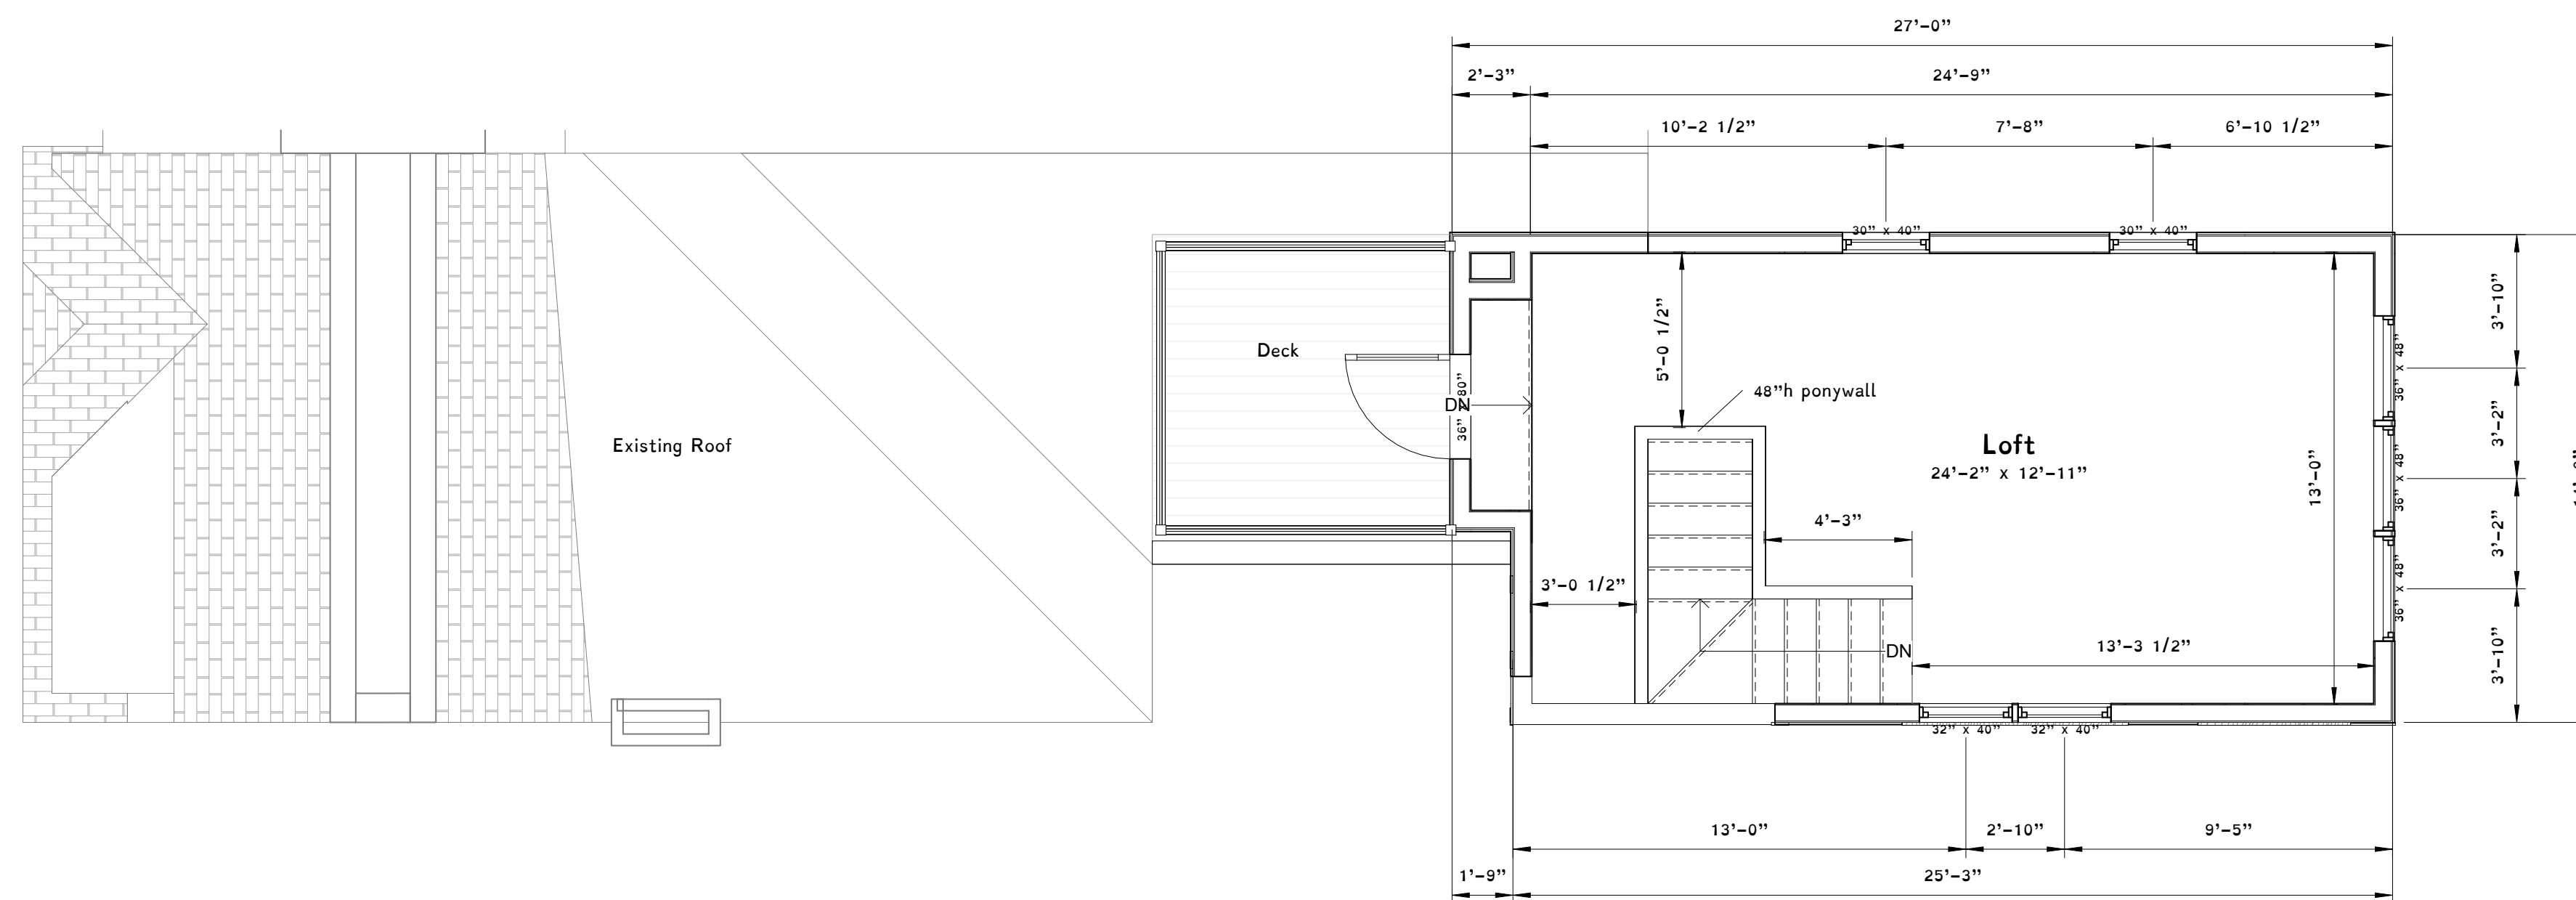 27’-0”
2’-3”
24’-9”
10’-2 1/2”
7’-8”
6’-10 1/2”
30” x 40”
30” x 40”
3’-10”
5’-0 1/2”
Deck
36” x 48”
36” x 80”
DN
48”h ponywall
3’-2”
Existing Roof
Loft
24’-2” x 12’-11”
36” x 48”
13’-0”
4’-3”
3’-2”
3’-0 1/2”
36” x 48”
DN
13’-3 1/2”
3’-10”
32” x 40”
32” x 40”
13’-0”
2’-10”
9’-5”
1’-9”
25’-3”